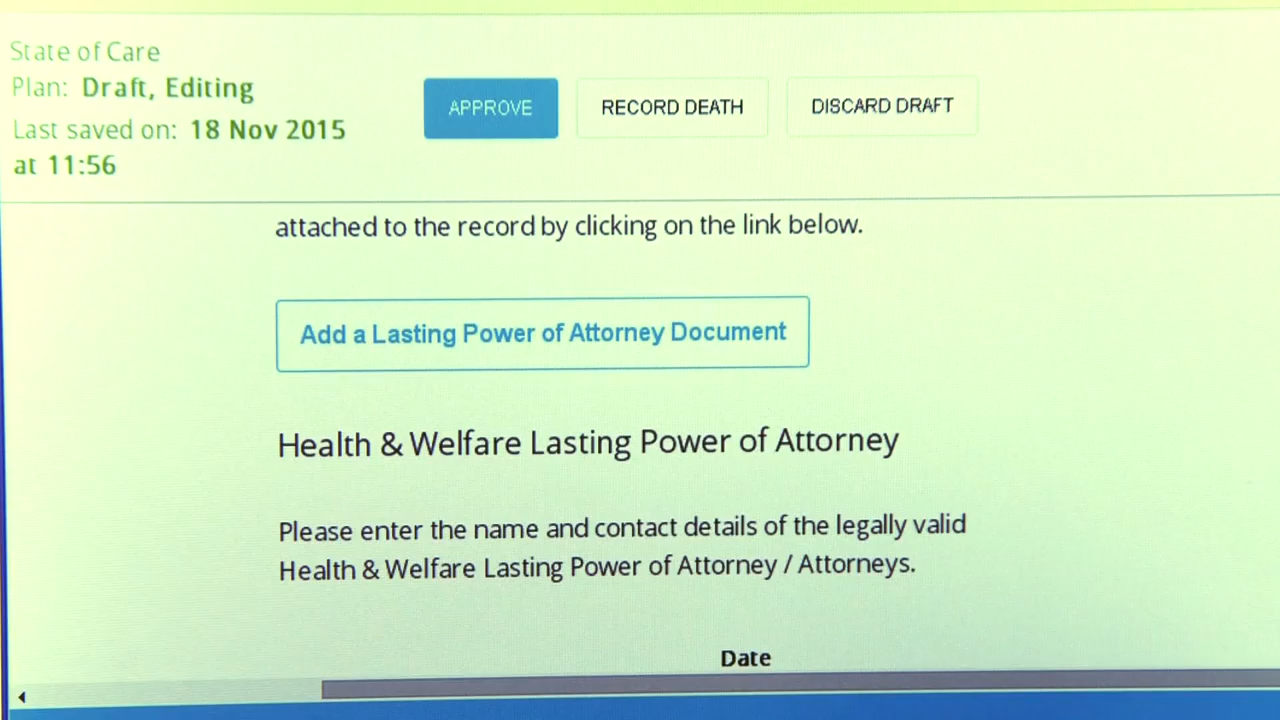 State of Care
Plan: Draft, Editing
Last saved on: 18 Nov 2015
at 11:56
APPROVE
RECORD DEATH
DISCARD DRAFT
attached to the record by clicking on the link below.
Add a Lasting Power of Attorney Document
Health & Welfare Lasting Power of Attorney
Please enter the name and contact details of the legally valid
Health & Welfare Lasting Power of Attorney / Attorneys.
Date